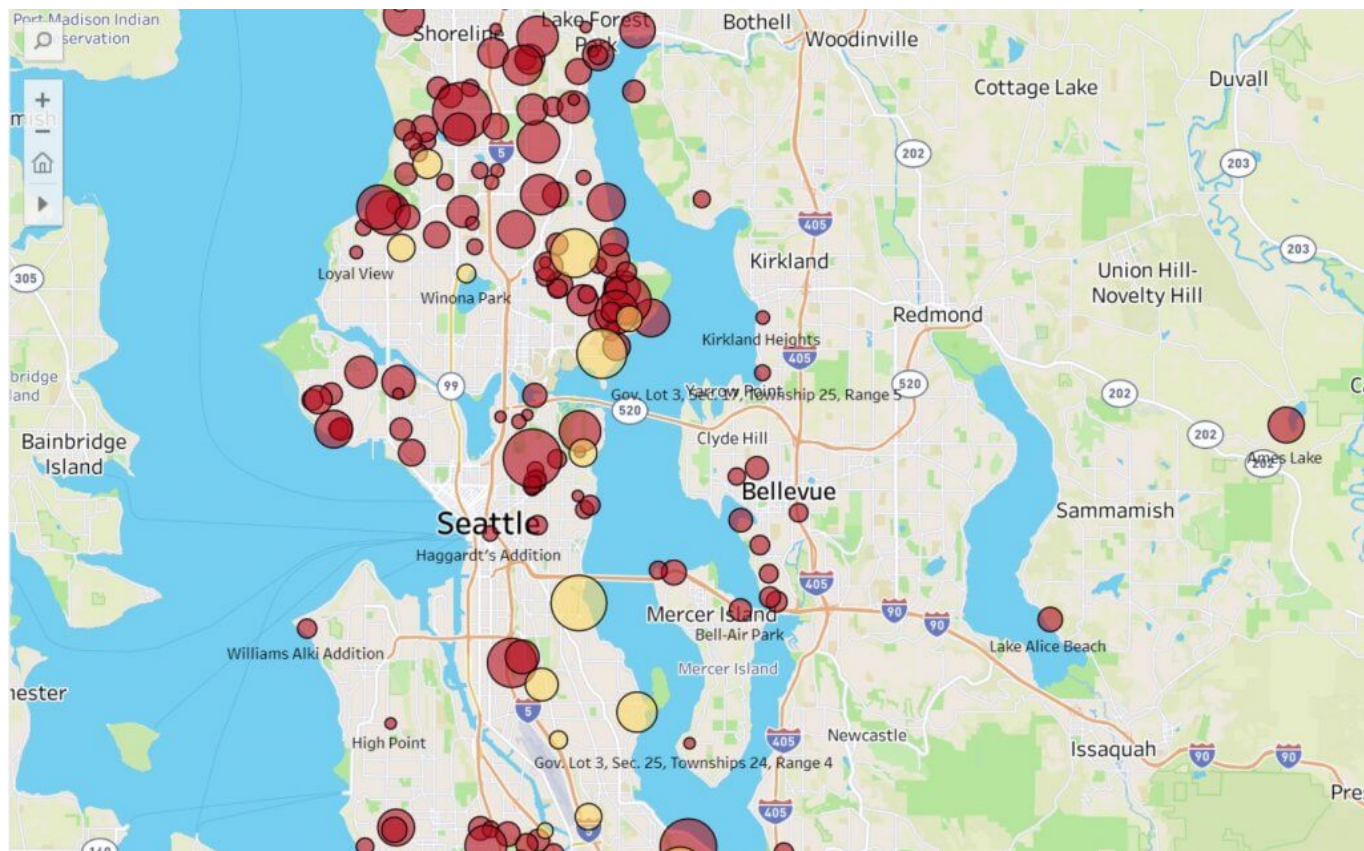 Port Madison Indian
Shoreline
Lake Forest
Park
Bothell
Woodinville
Cottage Lake
Duvall
5
202
203
405
203
305
Loyal View
Winona Park
Kirkland
Union Hill-
Novelty Hill
Redmond
Kirkland Heights
405
99
Yarrow Point
Gov. Lot 3, Sec. 17, Township 25, Range 5
520
520
202
Clyde Hill
202
Ames Lake
202
Bainbridge
Island
Bellevue
Sammamish
Seattle
Haggardt's Addition
405
Mercer Island
Bell-Air Park
90
90
Lake Alice Beach
Williams Alki Addition
Mercer Island
5
High Point
405
Newcastle
Issaquah
90
90
Gov. Lot 3, Sec. 25, Townships 24, Range 4
405
5